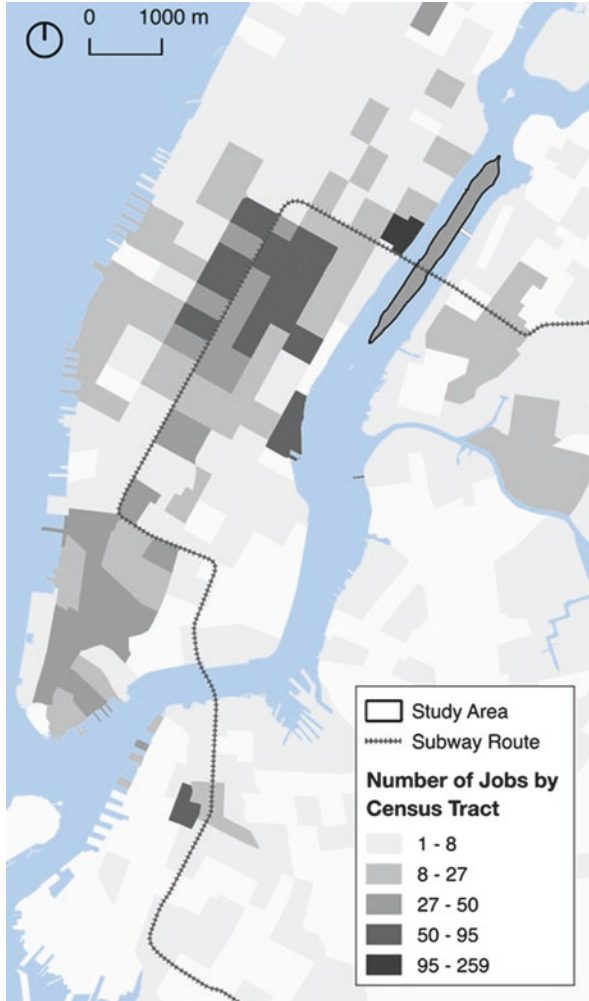 0 1000 m
Study Area
Subway Route
Number of Jobs by
Census Tract
1 - 8
8 - 27
27 - 50
50 - 95
95 - 259